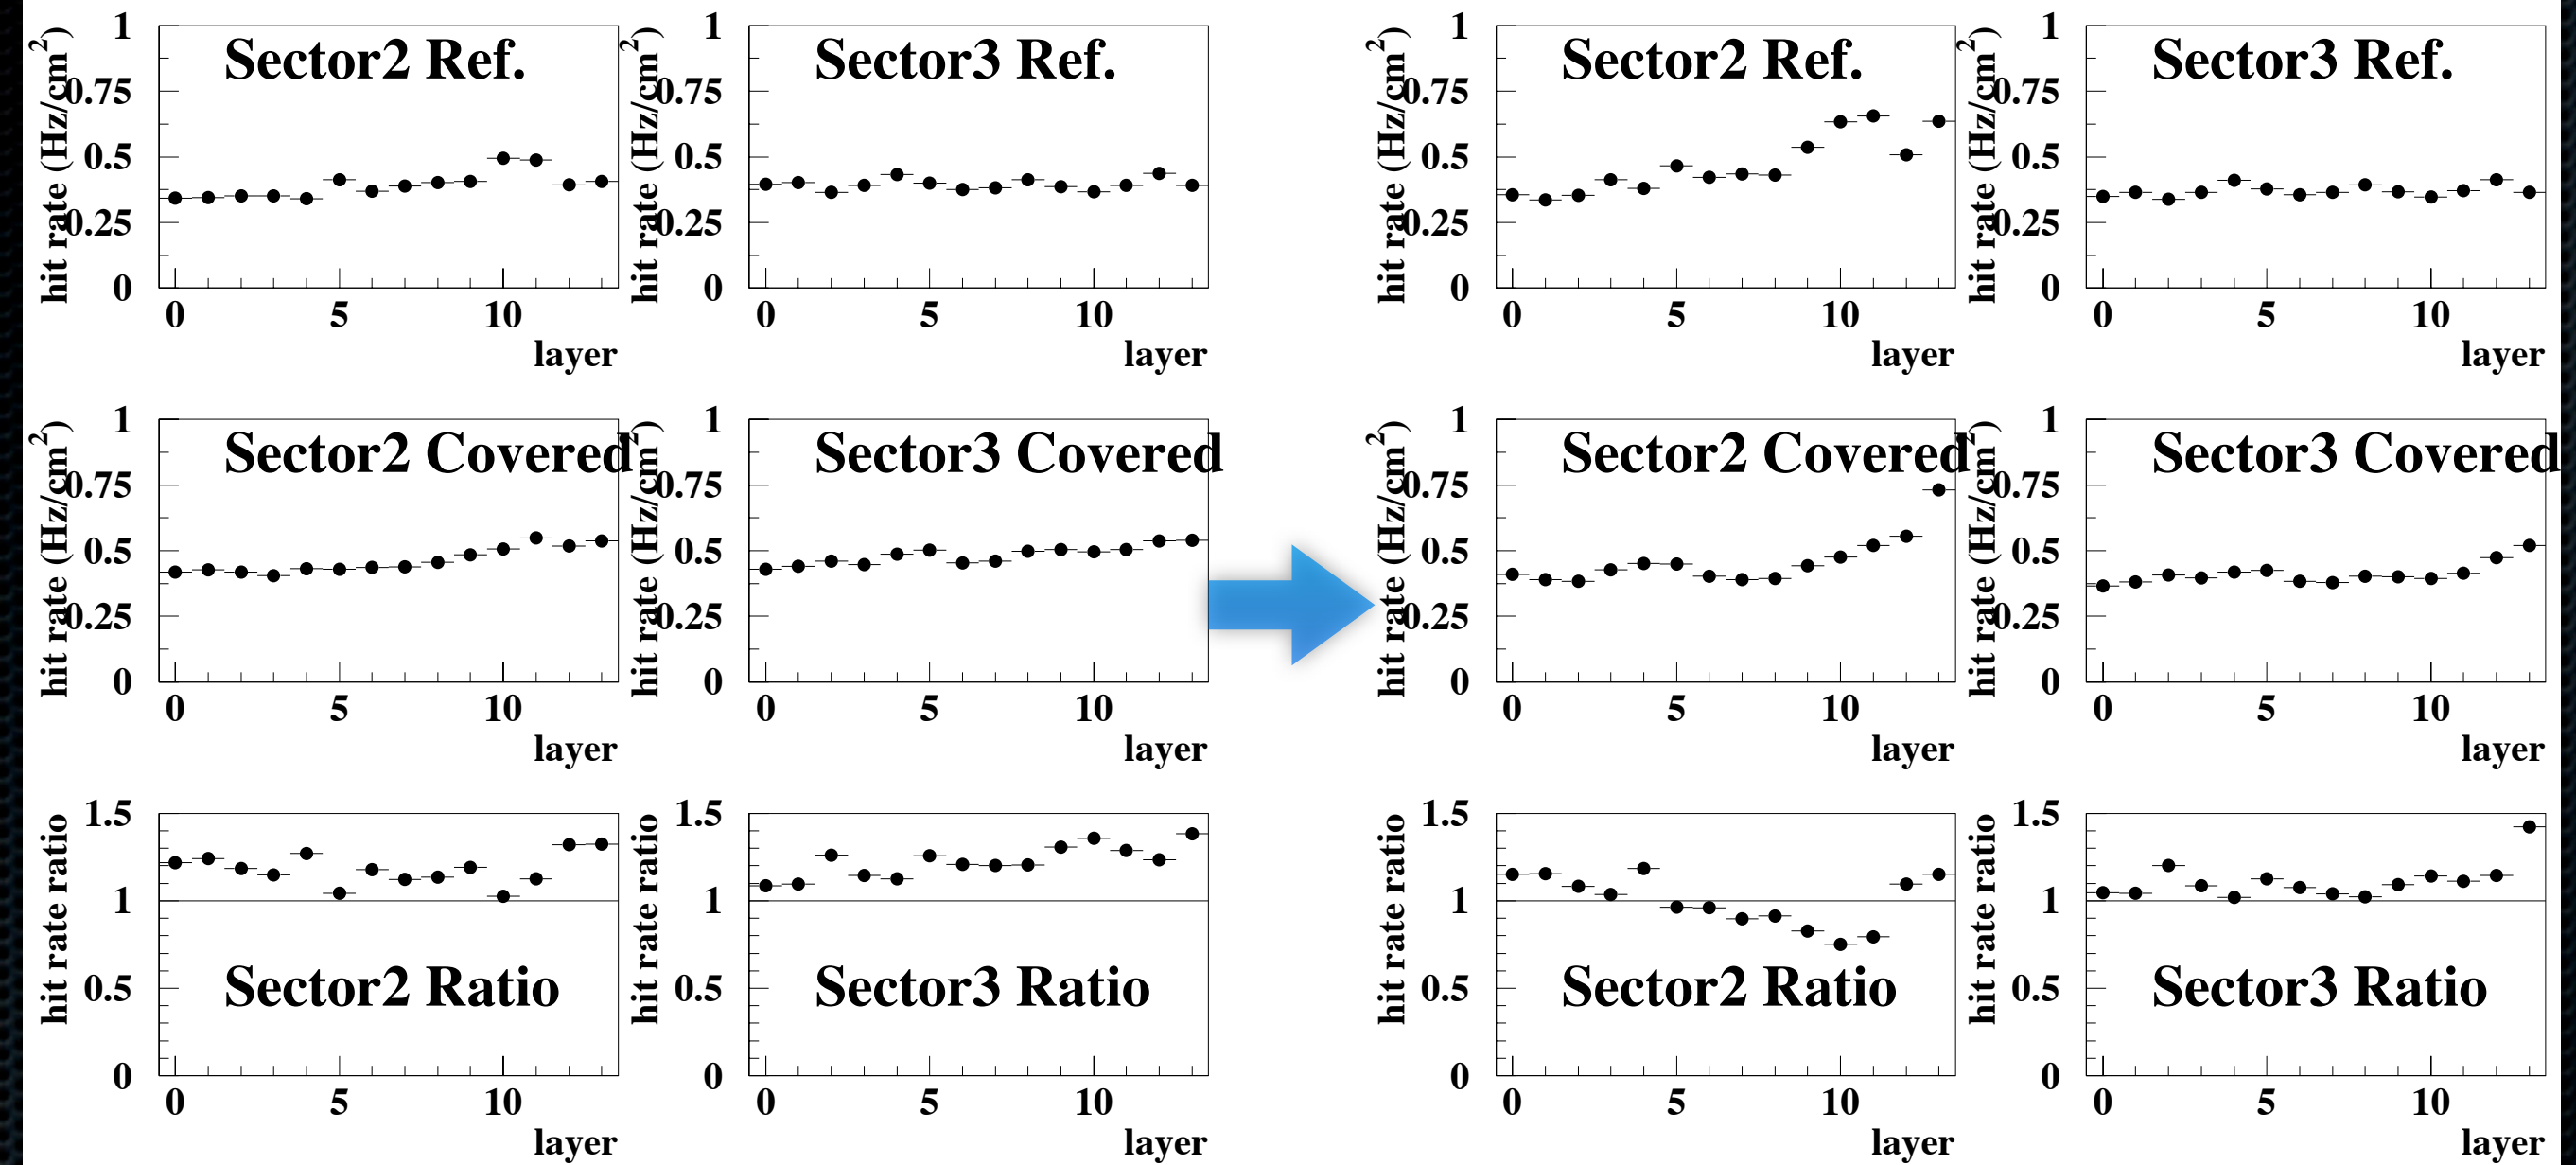 Sector2 Ref.
hit rate (Hz/cm²)
1
0.75
0.5
0.25
0
0 5 10
layer
Sector3 Ref.
hit rate (Hz/cm²)
1
0.75
0.5
0.25
0
0 5 10
layer
Sector2 Ref.
hit rate (Hz/cm²)
1
0.75
0.5
0.25
0
0 5 10
layer
Sector3 Ref.
hit rate (Hz/cm²)
1
0.75
0.5
0.25
0
0 5 10
layer
Sector2 Covered
hit rate (Hz/cm²)
1
0.75
0.5
0.25
0
0 5 10
layer
Sector3 Covered
hit rate (Hz/cm²)
1
0.75
0.5
0.25
0
0 5 10
layer
Sector2 Covered
hit rate (Hz/cm²)
1
0.75
0.5
0.25
0
0 5 10
layer
Sector3 Covered
hit rate (Hz/cm²)
1
0.75
0.5
0.25
0
0 5 10
layer
Sector2 Ratio
hit rate ratio
1.5
1
0.5
0
0 5 10
layer
Sector3 Ratio
hit rate ratio
1.5
1
0.5
0
0 5 10
layer
Sector2 Ratio
hit rate ratio
1.5
1
0.5
0
0 5 10
layer
Sector3 Ratio
hit rate ratio
1.5
1
0.5
0
0 5 10
layer